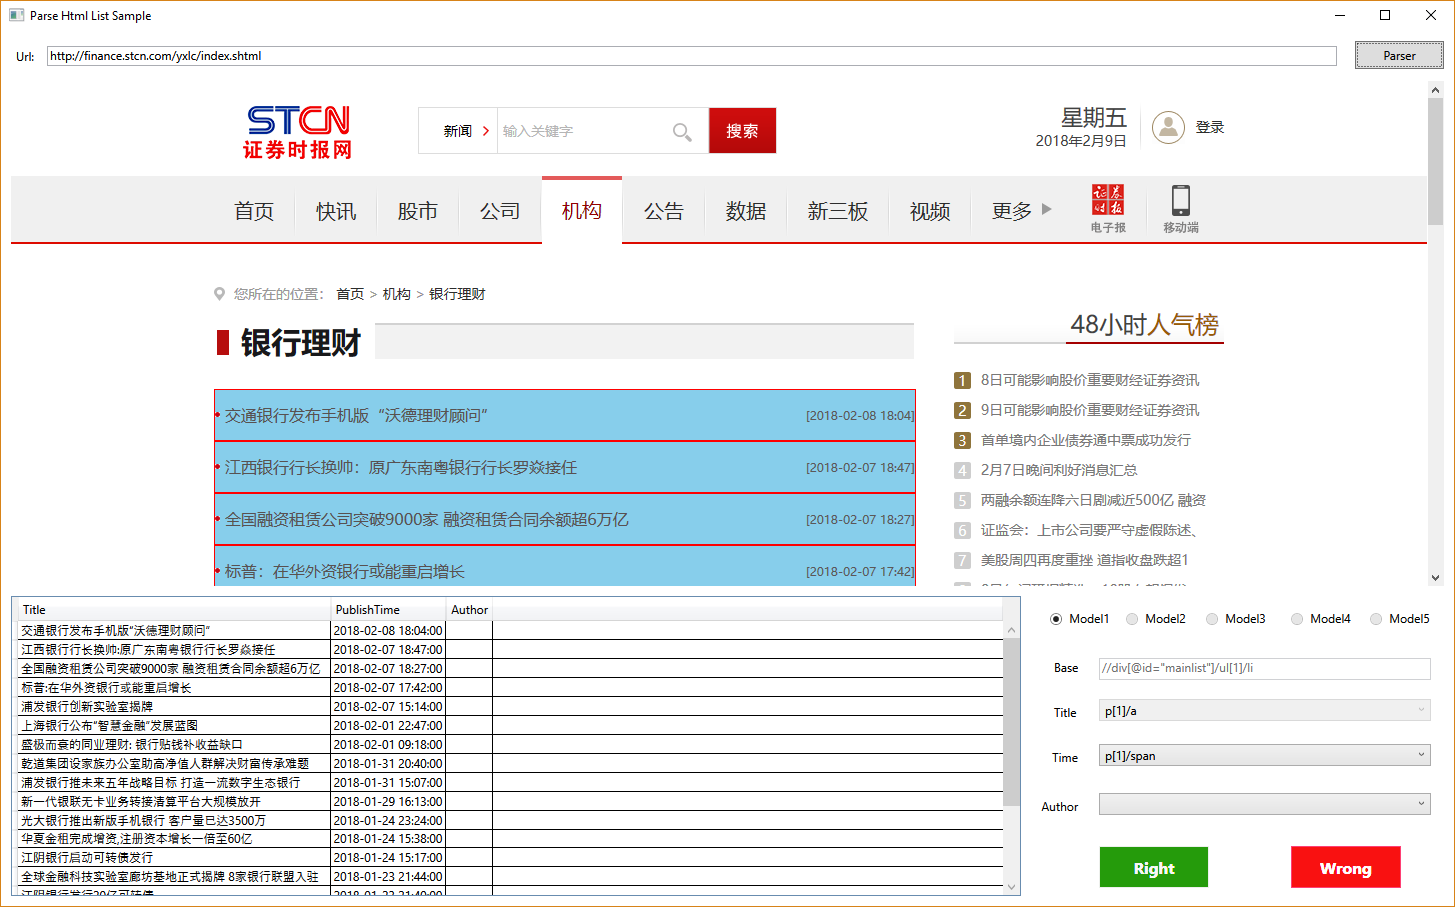 Parse Html List Sample
Url: http://finance.stcn.com/yxlc/index.shtml Parser
STCN
证券时报网
新闻 输入关键字 搜索
星期五
2018年2月9日
登录
首页 快讯 股市 公司 机构 公告 数据 新三板 视频 更多
证券时报
电子报 移动端
您所在的位置： 首页 > 机构 > 银行理财
银行理财
交通银行发布手机版“沃德理财顾问” [2018-02-08 18:04]
江西银行行长换帅：原广东南粤银行行长罗焱接任 [2018-02-07 18:47]
全国融资租赁公司突破9000家 融资租赁合同余额超6万亿 [2018-02-07 18:27]
标普：在华外资银行或能重启增长 [2018-02-07 17:42]
48小时人气榜
1 8日可能影响股价重要财经证券资讯
2 9日可能影响股价重要财经证券资讯
3 首单境内企业债券通中票成功发行
4 2月7日晚间利好消息汇总
5 两融余额连降六日剧减近500亿 融资
6 证监会：上市公司要严守虚假陈述、
7 美股周四再度重挫 道指收盘跌超1
Title PublishTime Author
交通银行发布手机版“沃德理财顾问” 2018-02-08 18:04:00
江西银行行长换帅:原广东南粤银行行长罗焱接任 2018-02-07 18:47:00
全国融资租赁公司突破9000家 融资租赁合同余额超6万亿 2018-02-07 18:27:00
标普:在华外资银行或能重启增长 2018-02-07 17:42:00
浦发银行创新实验室揭牌 2018-02-07 15:14:00
上海银行公布“智慧金融”发展蓝图 2018-02-01 22:47:00
盛极而衰的同业理财: 银行贴钱补收益缺口 2018-02-01 09:18:00
乾道集团设家族办公室助高净值人群解决财富传承难题 2018-01-31 20:40:00
浦发银行推未来五年战略目标 打造一流数字生态银行 2018-01-31 15:07:00
新一代银联无卡业务转接清算平台大规模放开 2018-01-29 16:13:00
光大银行推出新版手机银行 客户量已达3500万 2018-01-24 23:24:00
华夏金租完成增资,注册资本增长一倍至60亿 2018-01-24 15:38:00
江阴银行启动可转债发行 2018-01-24 15:17:00
全球金融科技实验室廊坊基地正式揭牌 8家银行联盟入驻 2018-01-23 21:44:00
江阴银行发行20亿可转债
Model1 Model2 Model3 Model4 Model5
Base //div[@id="mainlist"]/ul[1]/li
Title p[1]/a
Time p[1]/span
Author
Right Wrong